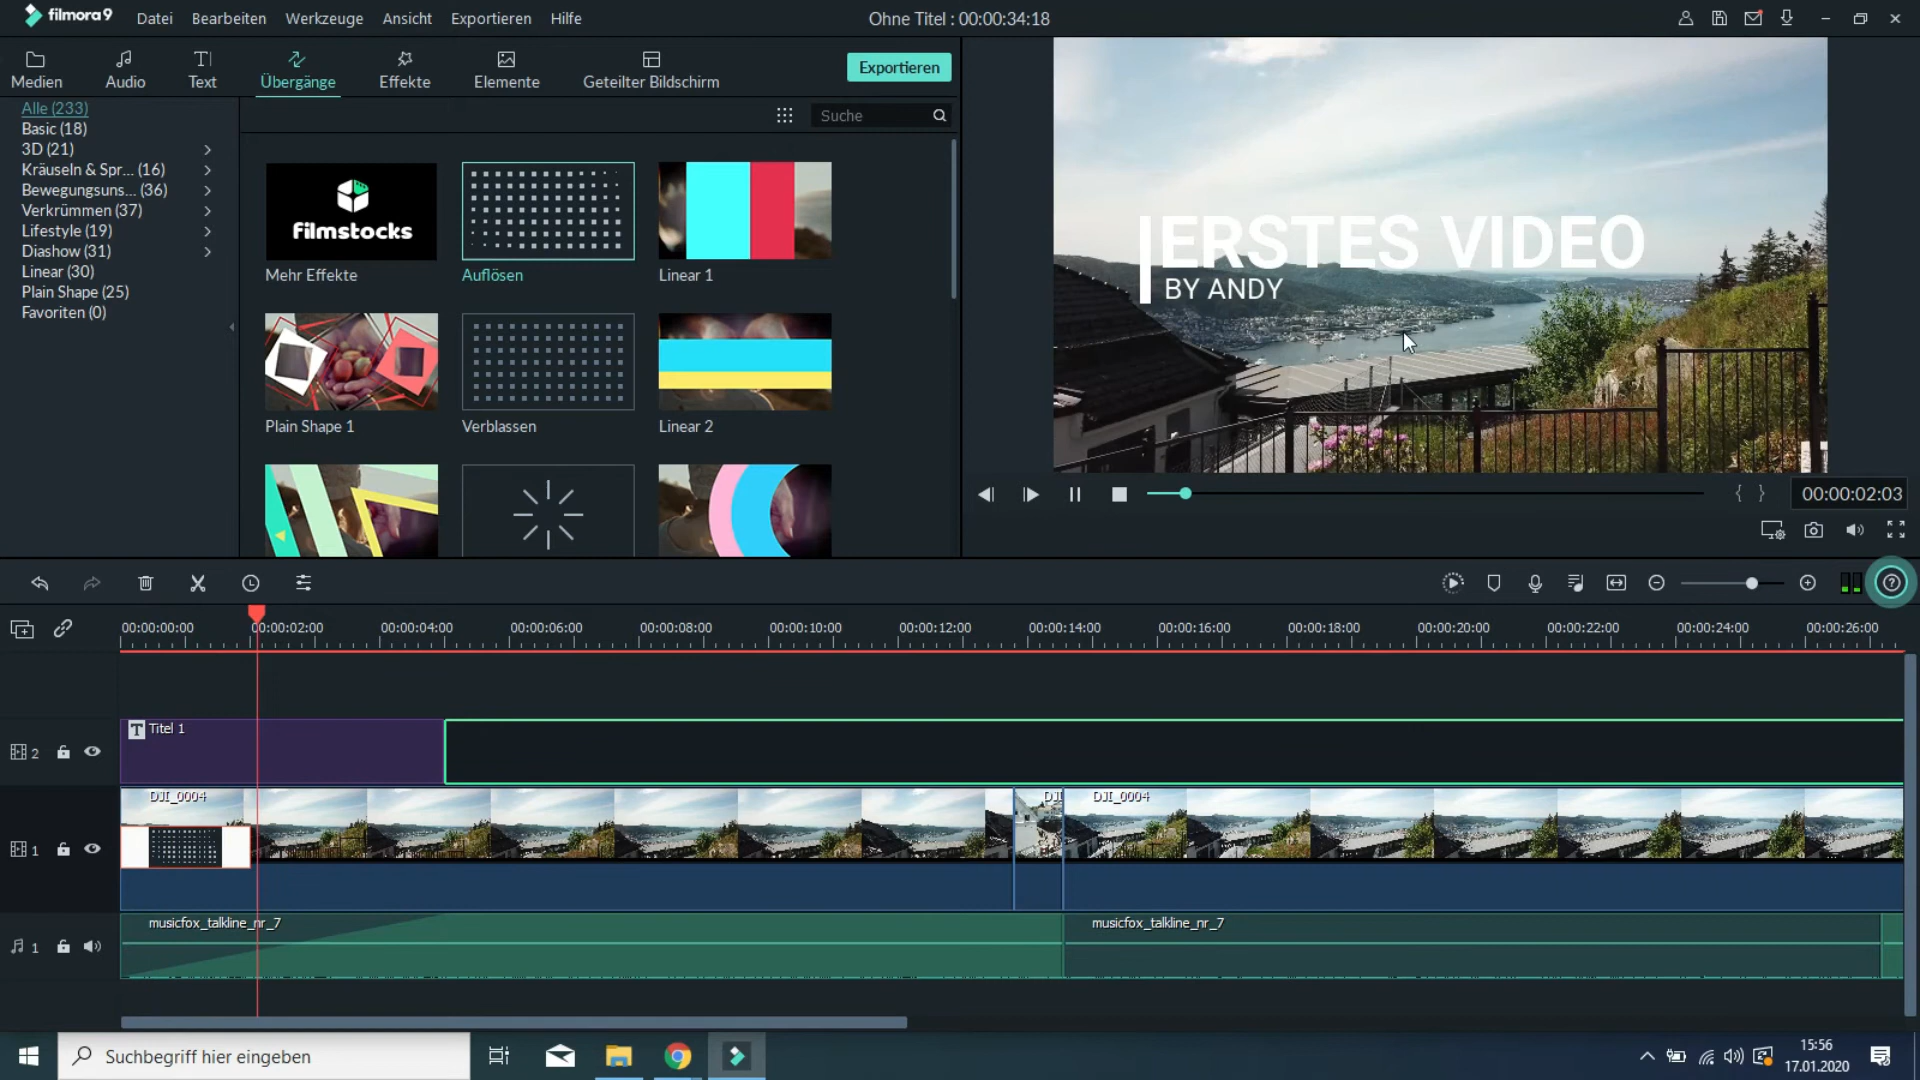 filmora9 Datei Bearbeiten Werkzeuge Ansicht Exportieren Hilfe
Ohne Titel : 00:00:34:18
Medien Audio Text Übergänge Effekte Elemente Geteilter Bildschirm
Exportieren
Alle (233)
Basic (18)
3D (21)
Kräuseln & Spr... (16)
Bewegungsuns... (36)
Verkrümmen (37)
Lifestyle (19)
Diashow (31)
Linear (30)
Plain Shape (25)
Favoriten (0)
Suche
filmstocks
Mehr Effekte Auflösen Linear 1
Plain Shape 1 Verblassen Linear 2
ERSTES VIDEO
BY ANDY
{ } 00:00:02:03
00:00:00:00 00:00:02:00 00:00:04:00 00:00:06:00 00:00:08:00 00:00:10:00 00:00:12:00 00:00:14:00 00:00:16:00 00:00:18:00 00:00:20:00 00:00:22:00 00:00:24:00 00:00:26:00
2 T Titel 1
DJI_0004 DJI DJI_0004
1
musicfox_talkline_nr_7 musicfox_talkline_nr_7
1
Suchbegriff hier eingeben
15:56
17.01.2020